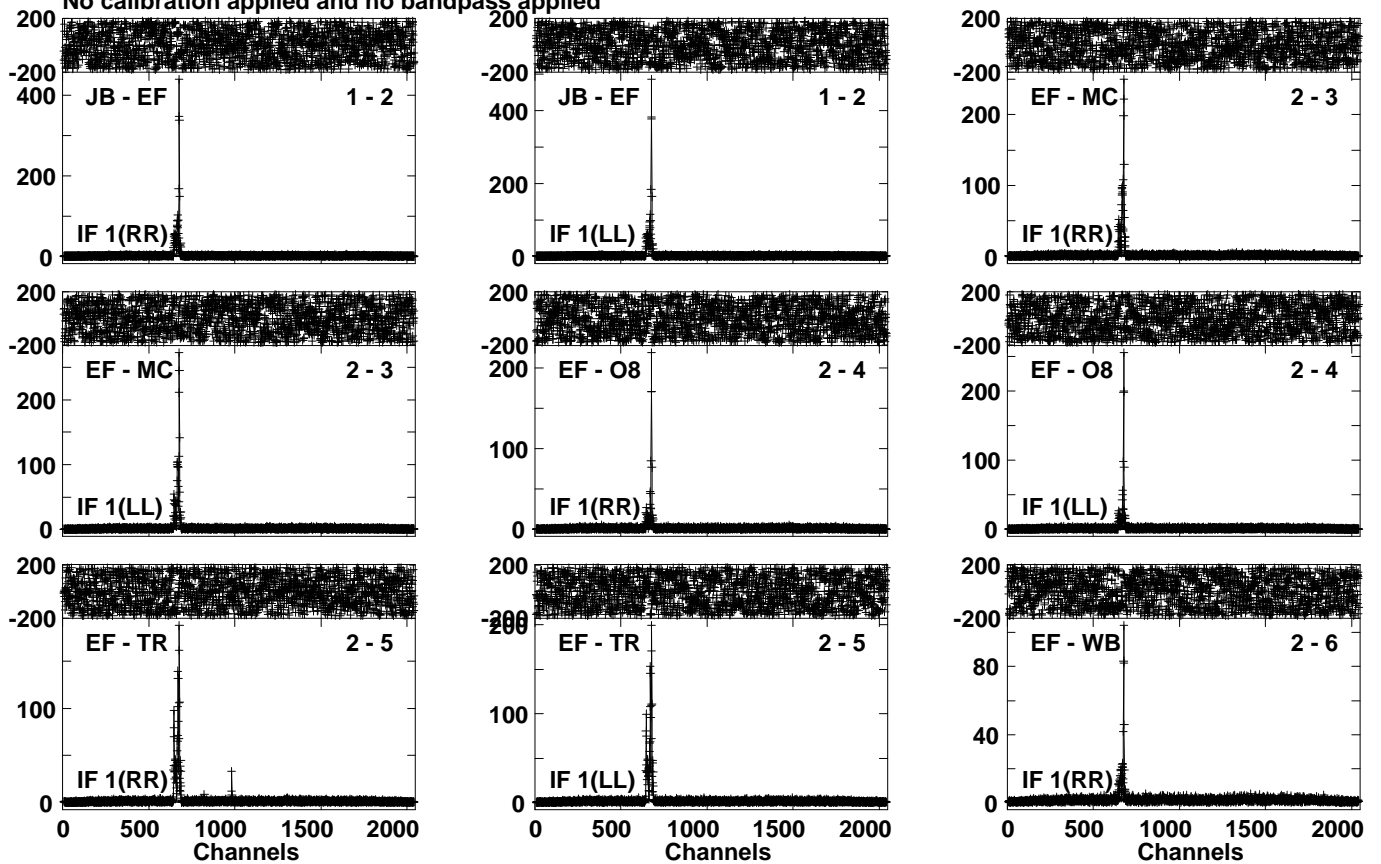 No calibration applied and no bandpass applied
200 200 200
-200 -200 -200
JB - EF 1 - 2 JB - EF 1 - 2 EF - MC 2 - 3
400 400 200
200 200 100
IF 1(RR) IF 1(LL) IF 1(RR)
0 0 0
200 200 200
-200 -200 -200
EF - MC 2 - 3 EF - O8 2 - 4 EF - O8 2 - 4
200 200 200
100 100 100
IF 1(LL) IF 1(RR) IF 1(LL)
0 0 0
200 200 200
-200 -200 -200
200
EF - TR 2 - 5 EF - TR 2 - 5 EF - WB 2 - 6
80
100 100 40
IF 1(RR) IF 1(LL) IF 1(RR)
0 0 0
0 500 1000 1500 2000 0 500 1000 1500 2000 0 500 1000 1500 2000
Channels Channels Channels